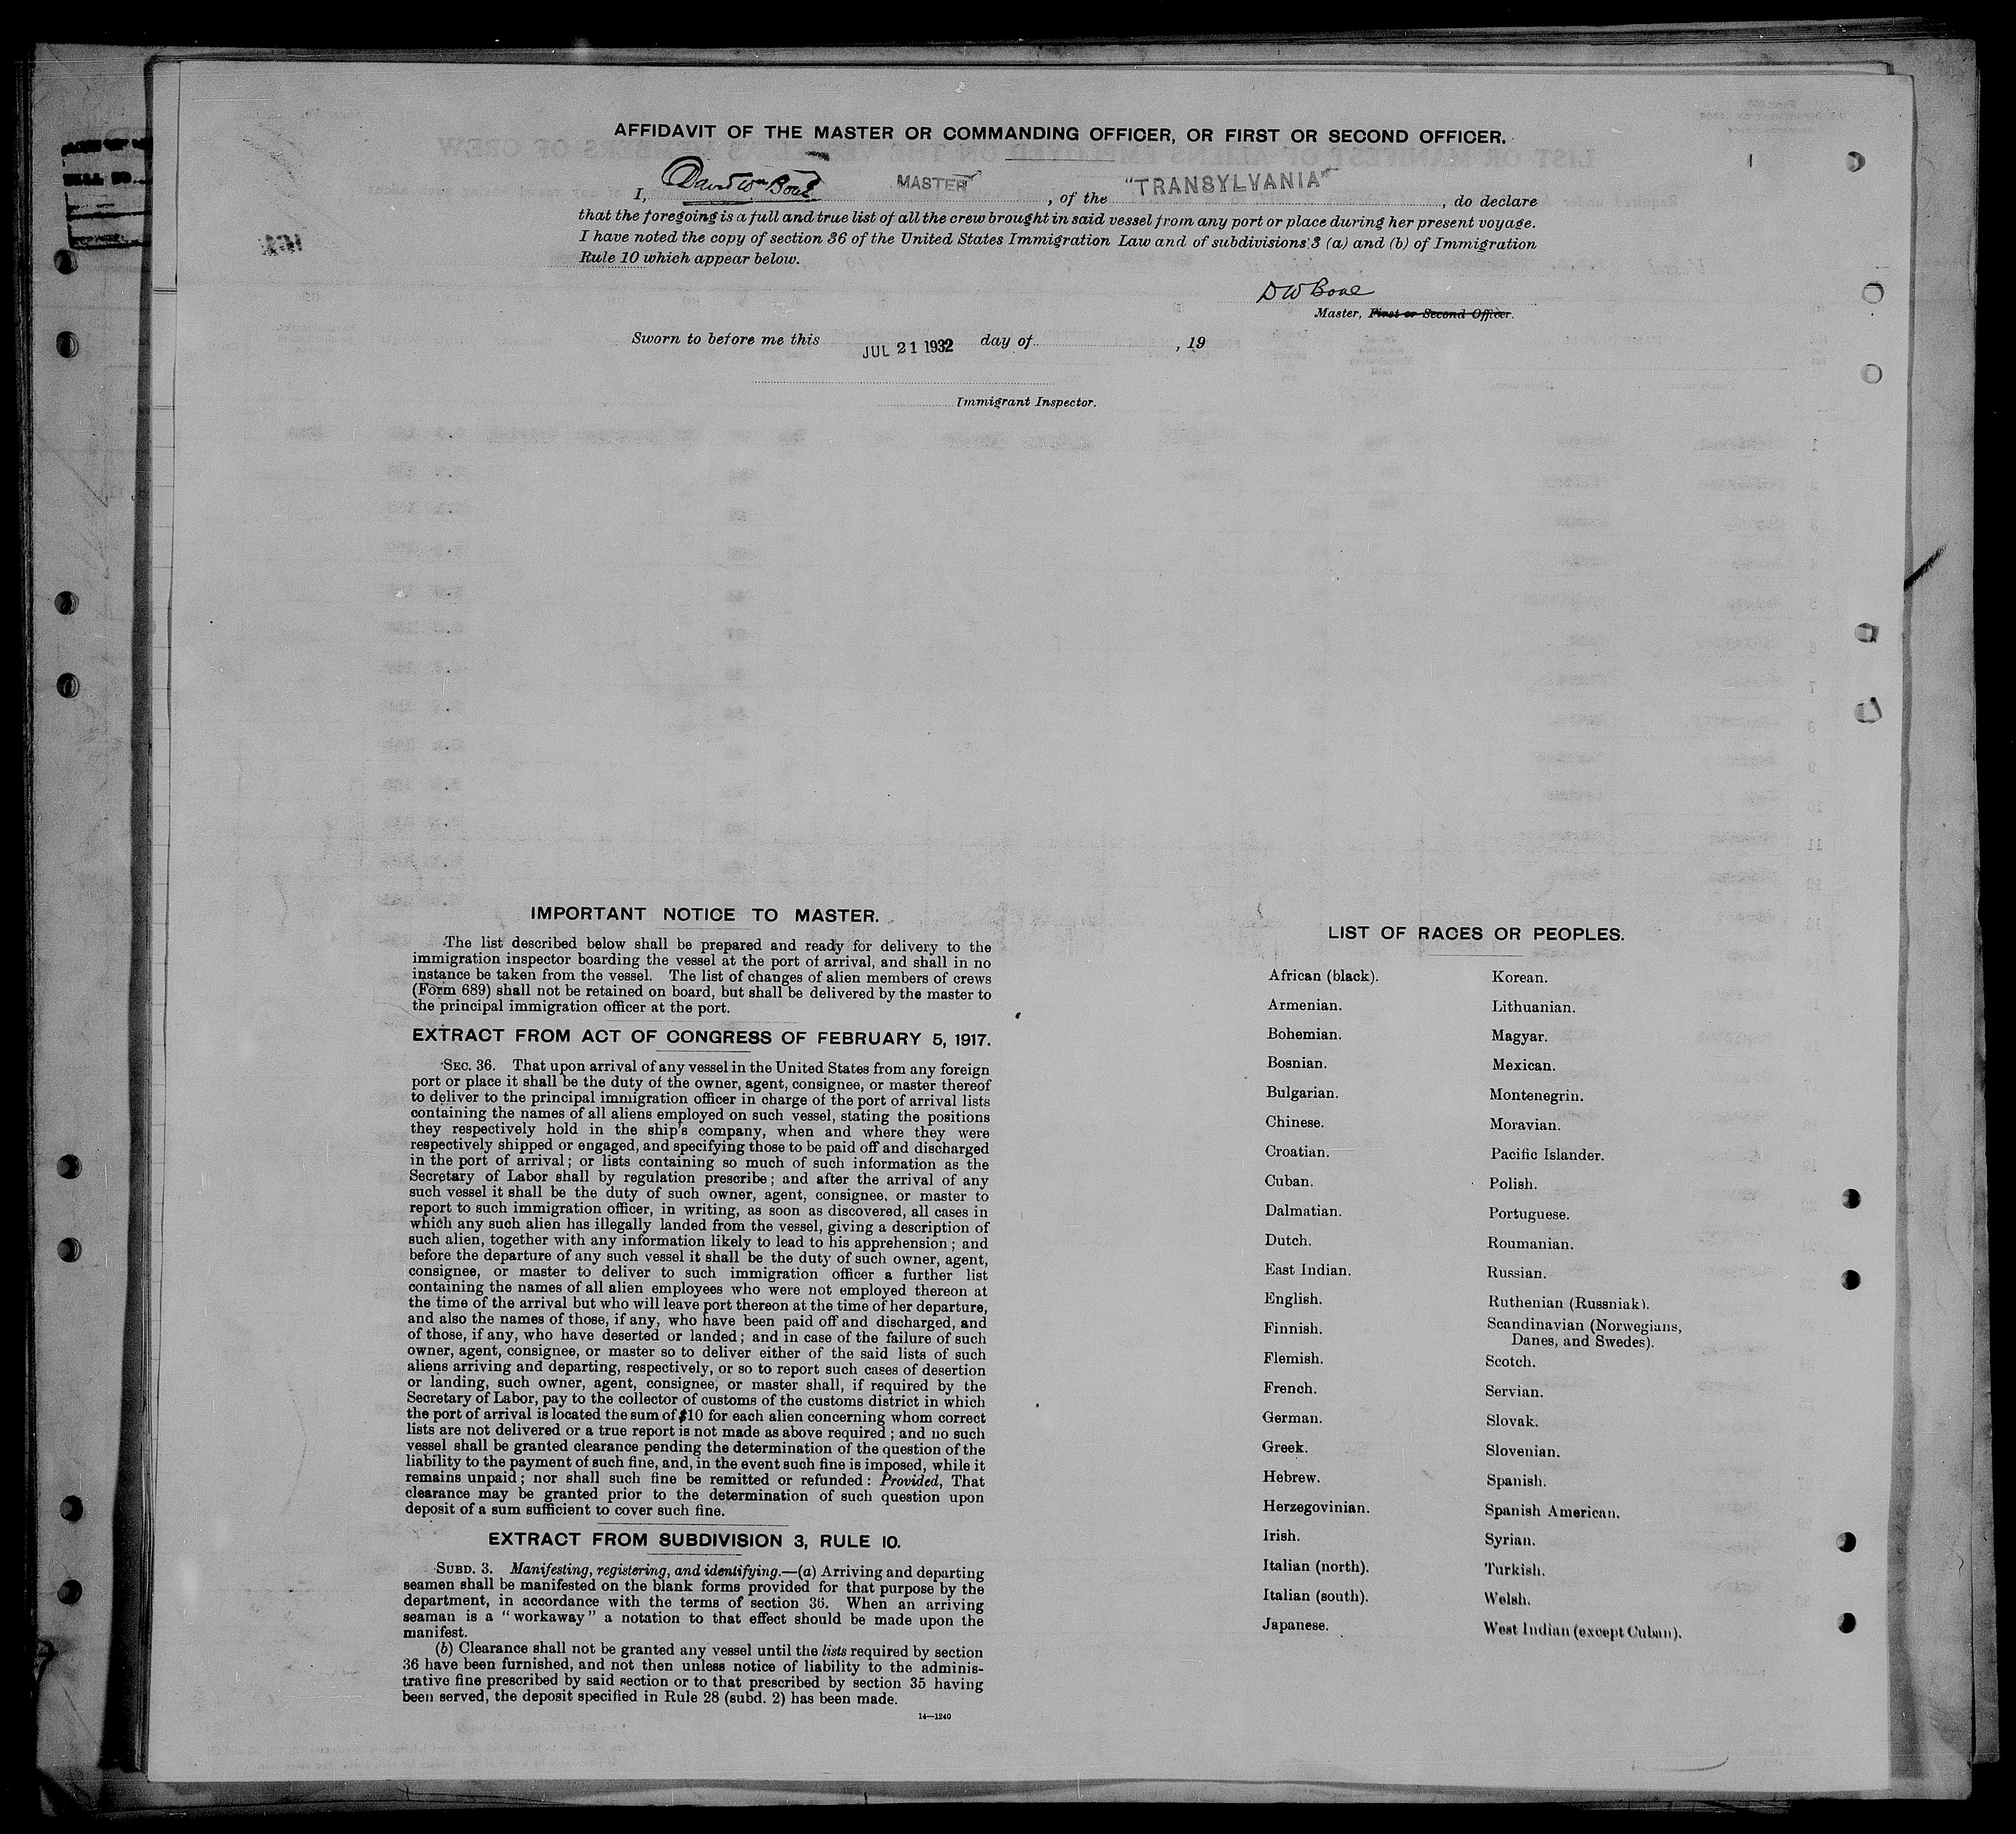 AFFIDAVIT OF THE MASTER OR COMMANDING OFFICER, OR FIRST OR SECOND OFFICER.
I, David Wm Bone MASTER, of the "TRANSYLVANIA", do declare
that the foregoing is a full and true list of all the crew brought in said vessel from any port or place during her present voyage.
I have noted the copy of section 36 of the United States Immigration Law and of subdivisions 3 (a) and (b) of Immigration
Rule 10 which appear below.
DW Bone
Master, First or Second Officer.
Sworn to before me this JUL 21 1932 day of , 19
Immigrant Inspector.
IMPORTANT NOTICE TO MASTER.
The list described below shall be prepared and ready for delivery to the
immigration inspector boarding the vessel at the port of arrival, and shall in no
instance be taken from the vessel. The list of changes of alien members of crews
(Form 689) shall not be retained on board, but shall be delivered by the master to
the principal immigration officer at the port.
EXTRACT FROM ACT OF CONGRESS OF FEBRUARY 5, 1917.
SEC. 36. That upon arrival of any vessel in the United States from any foreign
port or place it shall be the duty of the owner, agent, consignee, or master thereof
to deliver to the principal immigration officer in charge of the port of arrival lists
containing the names of all aliens employed on such vessel, stating the positions
they respectively hold in the ship's company, when and where they were
respectively shipped or engaged, and specifying those to be paid off and discharged
in the port of arrival; or lists containing so much of such information as the
Secretary of Labor shall by regulation prescribe; and after the arrival of any
such vessel it shall be the duty of such owner, agent, consignee, or master to
report to such immigration officer, in writing, as soon as discovered, all cases in
which any such alien has illegally landed from the vessel, giving a description of
such alien, together with any information likely to lead to his apprehension; and
before the departure of any such vessel it shall be the duty of such owner, agent,
consignee, or master to deliver to such immigration officer a further list
containing the names of all alien employees who were not employed thereon at
the time of the arrival but who will leave port thereon at the time of her departure,
and also the names of those, if any, who have been paid off and discharged, and
of those, if any, who have deserted or landed; and in case of the failure of such
owner, agent, consignee, or master so to deliver either of the said lists of such
aliens arriving and departing, respectively, or so to report such cases of desertion
or landing, such owner, agent, consignee, or master shall, if required by the
Secretary of Labor, pay to the collector of customs of the customs district in which
the port of arrival is located the sum of $10 for each alien concerning whom correct
lists are not delivered or a true report is not made as above required; and no such
vessel shall be granted clearance pending the determination of the question of the
liability to the payment of such fine, and, in the event such fine is imposed, while it
remains unpaid; nor shall such fine be remitted or refunded: Provided, That
clearance may be granted prior to the determination of such question upon
deposit of a sum sufficient to cover such fine.
EXTRACT FROM SUBDIVISION 3, RULE 10.
SUBD. 3. Manifesting, registering, and identifying.—(a) Arriving and departing
seamen shall be manifested on the blank forms provided for that purpose by the
department, in accordance with the terms of section 36. When an arriving
seaman is a "workaway" a notation to that effect should be made upon the
manifest.
(b) Clearance shall not be granted any vessel until the lists required by section
36 have been furnished, and not then unless notice of liability to the adminis-
trative fine prescribed by said section or to that prescribed by section 35 having
been served, the deposit specified in Rule 28 (subd. 2) has been made.
14—1240
LIST OF RACES OR PEOPLES.
African (black).
Armenian.
Bohemian.
Bosnian.
Bulgarian.
Chinese.
Croatian.
Cuban.
Dalmatian.
Dutch.
East Indian.
English.
Finnish.
Flemish.
French.
German.
Greek.
Hebrew.
Herzegovinian.
Irish.
Italian (north).
Italian (south).
Japanese.
Korean.
Lithuanian.
Magyar.
Mexican.
Montenegrin.
Moravian.
Pacific Islander.
Polish.
Portuguese.
Roumanian.
Russian.
Ruthenian (Russniak).
Scandinavian (Norwegians,
Danes, and Swedes).
Scotch.
Servian.
Slovak.
Slovenian.
Spanish.
Spanish American.
Syrian.
Turkish.
Welsh.
West Indian (except Cuban).